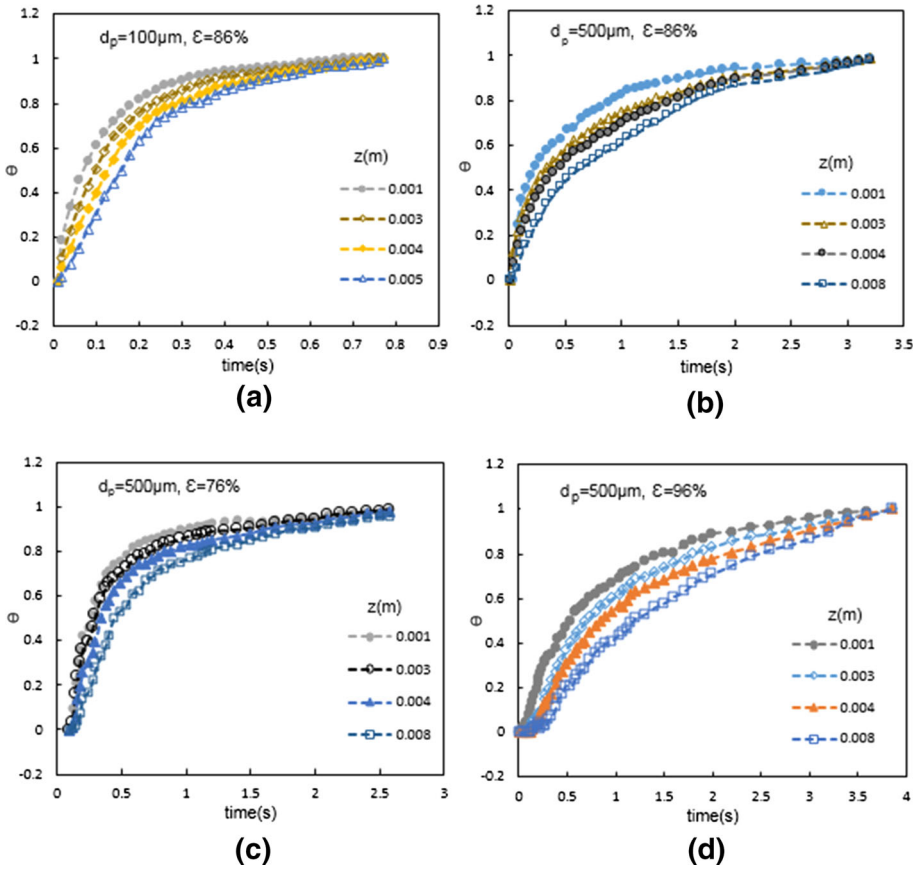 d_p=100µm, Ɛ=86%
1.2
1
0.8
0.6
0.4
0.2
0
-0.2
ϴ
z(m)
0.001
0.003
0.004
0.005
0 0.1 0.2 0.3 0.4 0.5 0.6 0.7 0.8 0.9
time(s)
(a)
d_p=500µm, Ɛ=86%
1.2
1
0.8
0.6
0.4
0.2
0
-0.2
ϴ
z(m)
0.001
0.003
0.004
0.008
0 0.5 1 1.5 2 2.5 3 3.5
time(s)
(b)
d_p=500µm, Ɛ=76%
1.2
1
0.8
0.6
0.4
0.2
0
-0.2
ϴ
z(m)
0.001
0.003
0.004
0.008
0 0.5 1 1.5 2 2.5 3
time(s)
(c)
d_p=500µm, Ɛ=96%
1.2
1
0.8
0.6
0.4
0.2
0
-0.2
ϴ
z(m)
0.001
0.003
0.004
0.008
0 0.5 1 1.5 2 2.5 3 3.5 4
time(s)
(d)